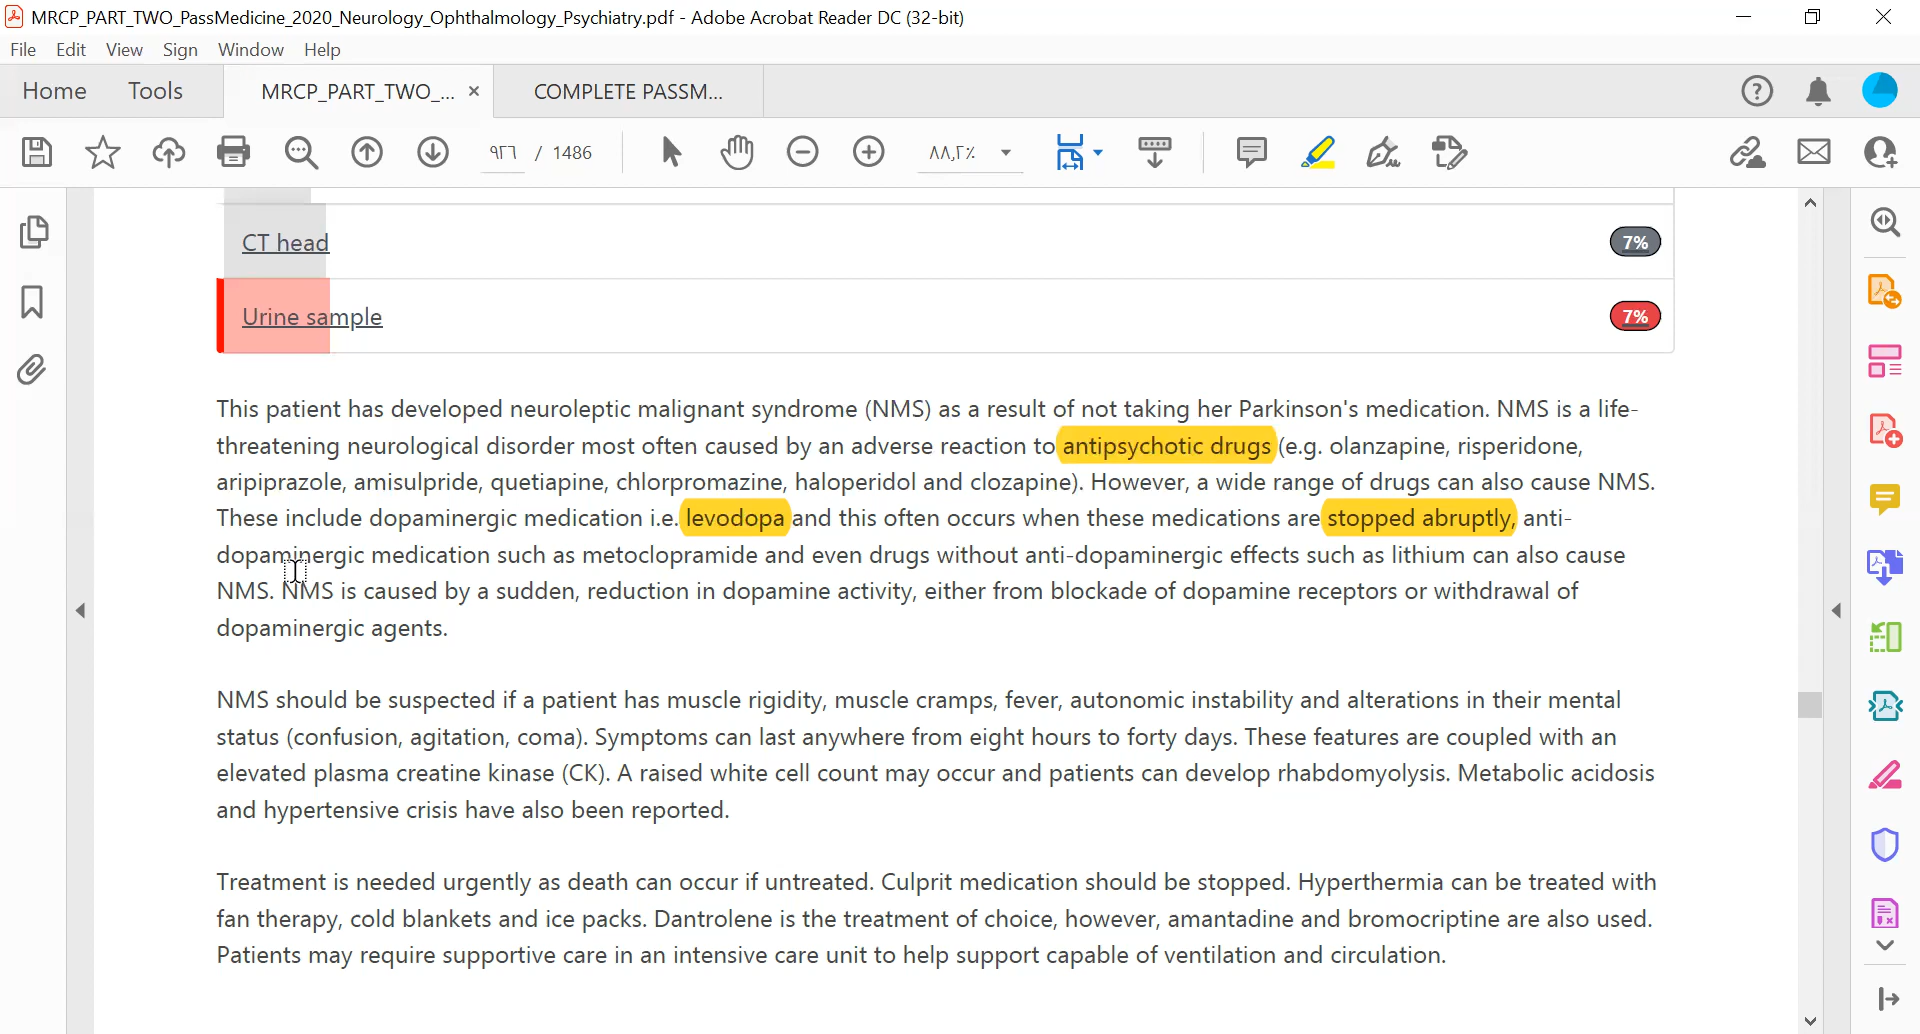 MRCP_PART_TWO_PassMedicine_2020_Neurology_Ophthalmology_Psychiatry.pdf - Adobe Acrobat Reader DC (32-bit)
File Edit View Sign Window Help
Home Tools MRCP_PART_TWO_... × COMPLETE PASSM...
٩٢٦ / 1486 ٨٨,٢٪
CT head 7%
Urine sample 7%
This patient has developed neuroleptic malignant syndrome (NMS) as a result of not taking her Parkinson's medication. NMS is a life-
threatening neurological disorder most often caused by an adverse reaction to antipsychotic drugs (e.g. olanzapine, risperidone,
aripiprazole, amisulpride, quetiapine, chlorpromazine, haloperidol and clozapine). However, a wide range of drugs can also cause NMS.
These include dopaminergic medication i.e. levodopa and this often occurs when these medications are stopped abruptly, anti-
dopaminergic medication such as metoclopramide and even drugs without anti-dopaminergic effects such as lithium can also cause
NMS. NMS is caused by a sudden, reduction in dopamine activity, either from blockade of dopamine receptors or withdrawal of
dopaminergic agents.
NMS should be suspected if a patient has muscle rigidity, muscle cramps, fever, autonomic instability and alterations in their mental
status (confusion, agitation, coma). Symptoms can last anywhere from eight hours to forty days. These features are coupled with an
elevated plasma creatine kinase (CK). A raised white cell count may occur and patients can develop rhabdomyolysis. Metabolic acidosis
and hypertensive crisis have also been reported.
Treatment is needed urgently as death can occur if untreated. Culprit medication should be stopped. Hyperthermia can be treated with
fan therapy, cold blankets and ice packs. Dantrolene is the treatment of choice, however, amantadine and bromocriptine are also used.
Patients may require supportive care in an intensive care unit to help support capable of ventilation and circulation.